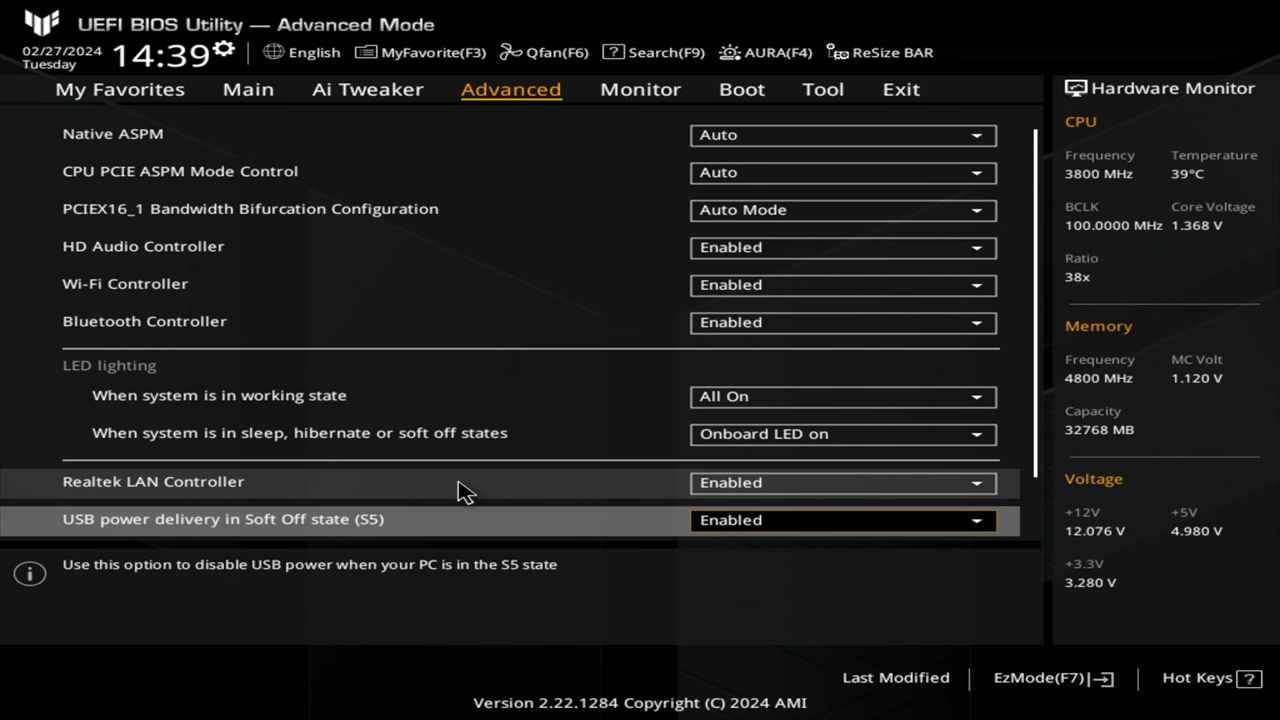 UEFI BIOS Utility — Advanced Mode
02/27/2024
Tuesday
14:39
English
MyFavorite(F3)
Qfan(F6)
? Search(F9)
AURA(F4)
ReSize BAR
My Favorites
Main
Ai Tweaker
Advanced
Monitor
Boot
Tool
Exit
Native ASPM
Auto
CPU PCIE ASPM Mode Control
Auto
PCIEX16_1 Bandwidth Bifurcation Configuration
Auto Mode
HD Audio Controller
Enabled
Wi-Fi Controller
Enabled
Bluetooth Controller
Enabled
LED lighting
When system is in working state
All On
When system is in sleep, hibernate or soft off states
Onboard LED on
Realtek LAN Controller
Enabled
USB power delivery in Soft Off state (S5)
Enabled
i Use this option to disable USB power when your PC is in the S5 state
Hardware Monitor
CPU
Frequency Temperature
3800 MHz 39°C
BCLK Core Voltage
100.0000 MHz 1.368 V
Ratio
38x
Memory
Frequency MC Volt
4800 MHz 1.120 V
Capacity
32768 MB
Voltage
+12V +5V
12.076 V 4.980 V
+3.3V
3.280 V
Last Modified
EzMode(F7)
Hot Keys ?
Version 2.22.1284 Copyright (C) 2024 AMI